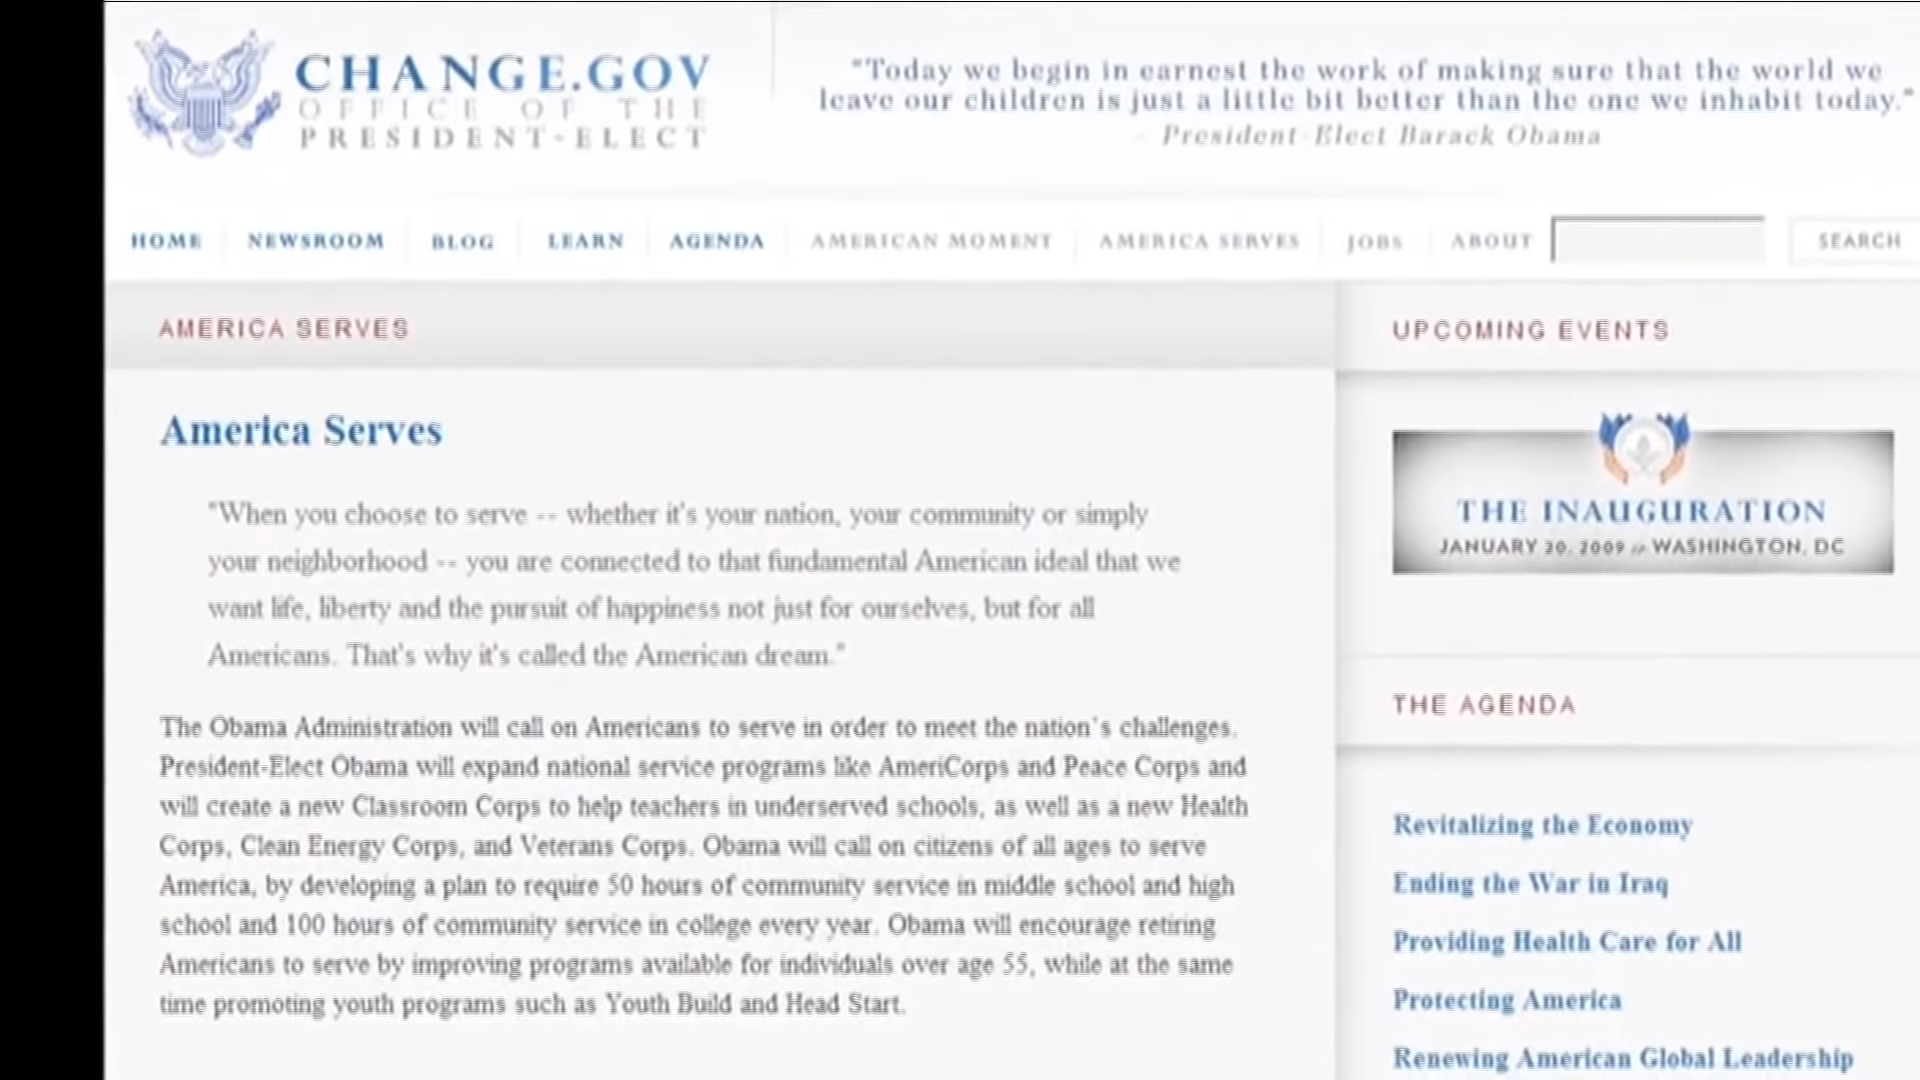 CHANGE.GOV
OFFICE OF THE
PRESIDENT-ELECT
"Today we begin in earnest the work of making sure that the world we
leave our children is just a little bit better than the one we inhabit today."
- President-Elect Barack Obama
HOME NEWSROOM BLOG LEARN AGENDA AMERICAN MOMENT AMERICA SERVES JOBS ABOUT SEARCH
AMERICA SERVES
America Serves
"When you choose to serve -- whether it's your nation, your community or simply
your neighborhood -- you are connected to that fundamental American ideal that we
want life, liberty and the pursuit of happiness not just for ourselves, but for all
Americans. That's why it's called the American dream."
The Obama Administration will call on Americans to serve in order to meet the nation's challenges.
President-Elect Obama will expand national service programs like AmeriCorps and Peace Corps and
will create a new Classroom Corps to help teachers in underserved schools, as well as a new Health
Corps, Clean Energy Corps, and Veterans Corps. Obama will call on citizens of all ages to serve
America, by developing a plan to require 50 hours of community service in middle school and high
school and 100 hours of community service in college every year. Obama will encourage retiring
Americans to serve by improving programs available for individuals over age 55, while at the same
time promoting youth programs such as Youth Build and Head Start.
UPCOMING EVENTS
THE INAUGURATION
JANUARY 20, 2009 // WASHINGTON, DC
THE AGENDA
Revitalizing the Economy
Ending the War in Iraq
Providing Health Care for All
Protecting America
Renewing American Global Leadership